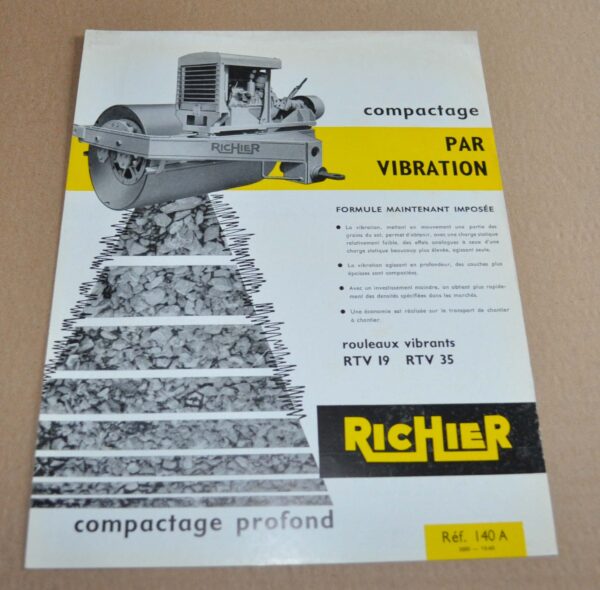 RICHIER
compactage
PAR
VIBRATION
FORMULE MAINTENANT IMPOSÉE
La vibration, mettant en mouvement une partie des
grains du sol, permet d'obtenir, avec une charge statique
relativement faible, des effets analogues à ceux d'une
charge statique beaucoup plus élevée, agissant seule.
La vibration agissant en profondeur, des couches plus
épaisses sont compactées.
Avec un investissement moindre, on obtient plus rapide-
ment des densités spécifiées dans les marchés.
Une économie est réalisée sur le transport de chantier
à chantier.
rouleaux vibrants
RTV 19 RTV 35
RICHIER
compactage profond
Réf. 140 A